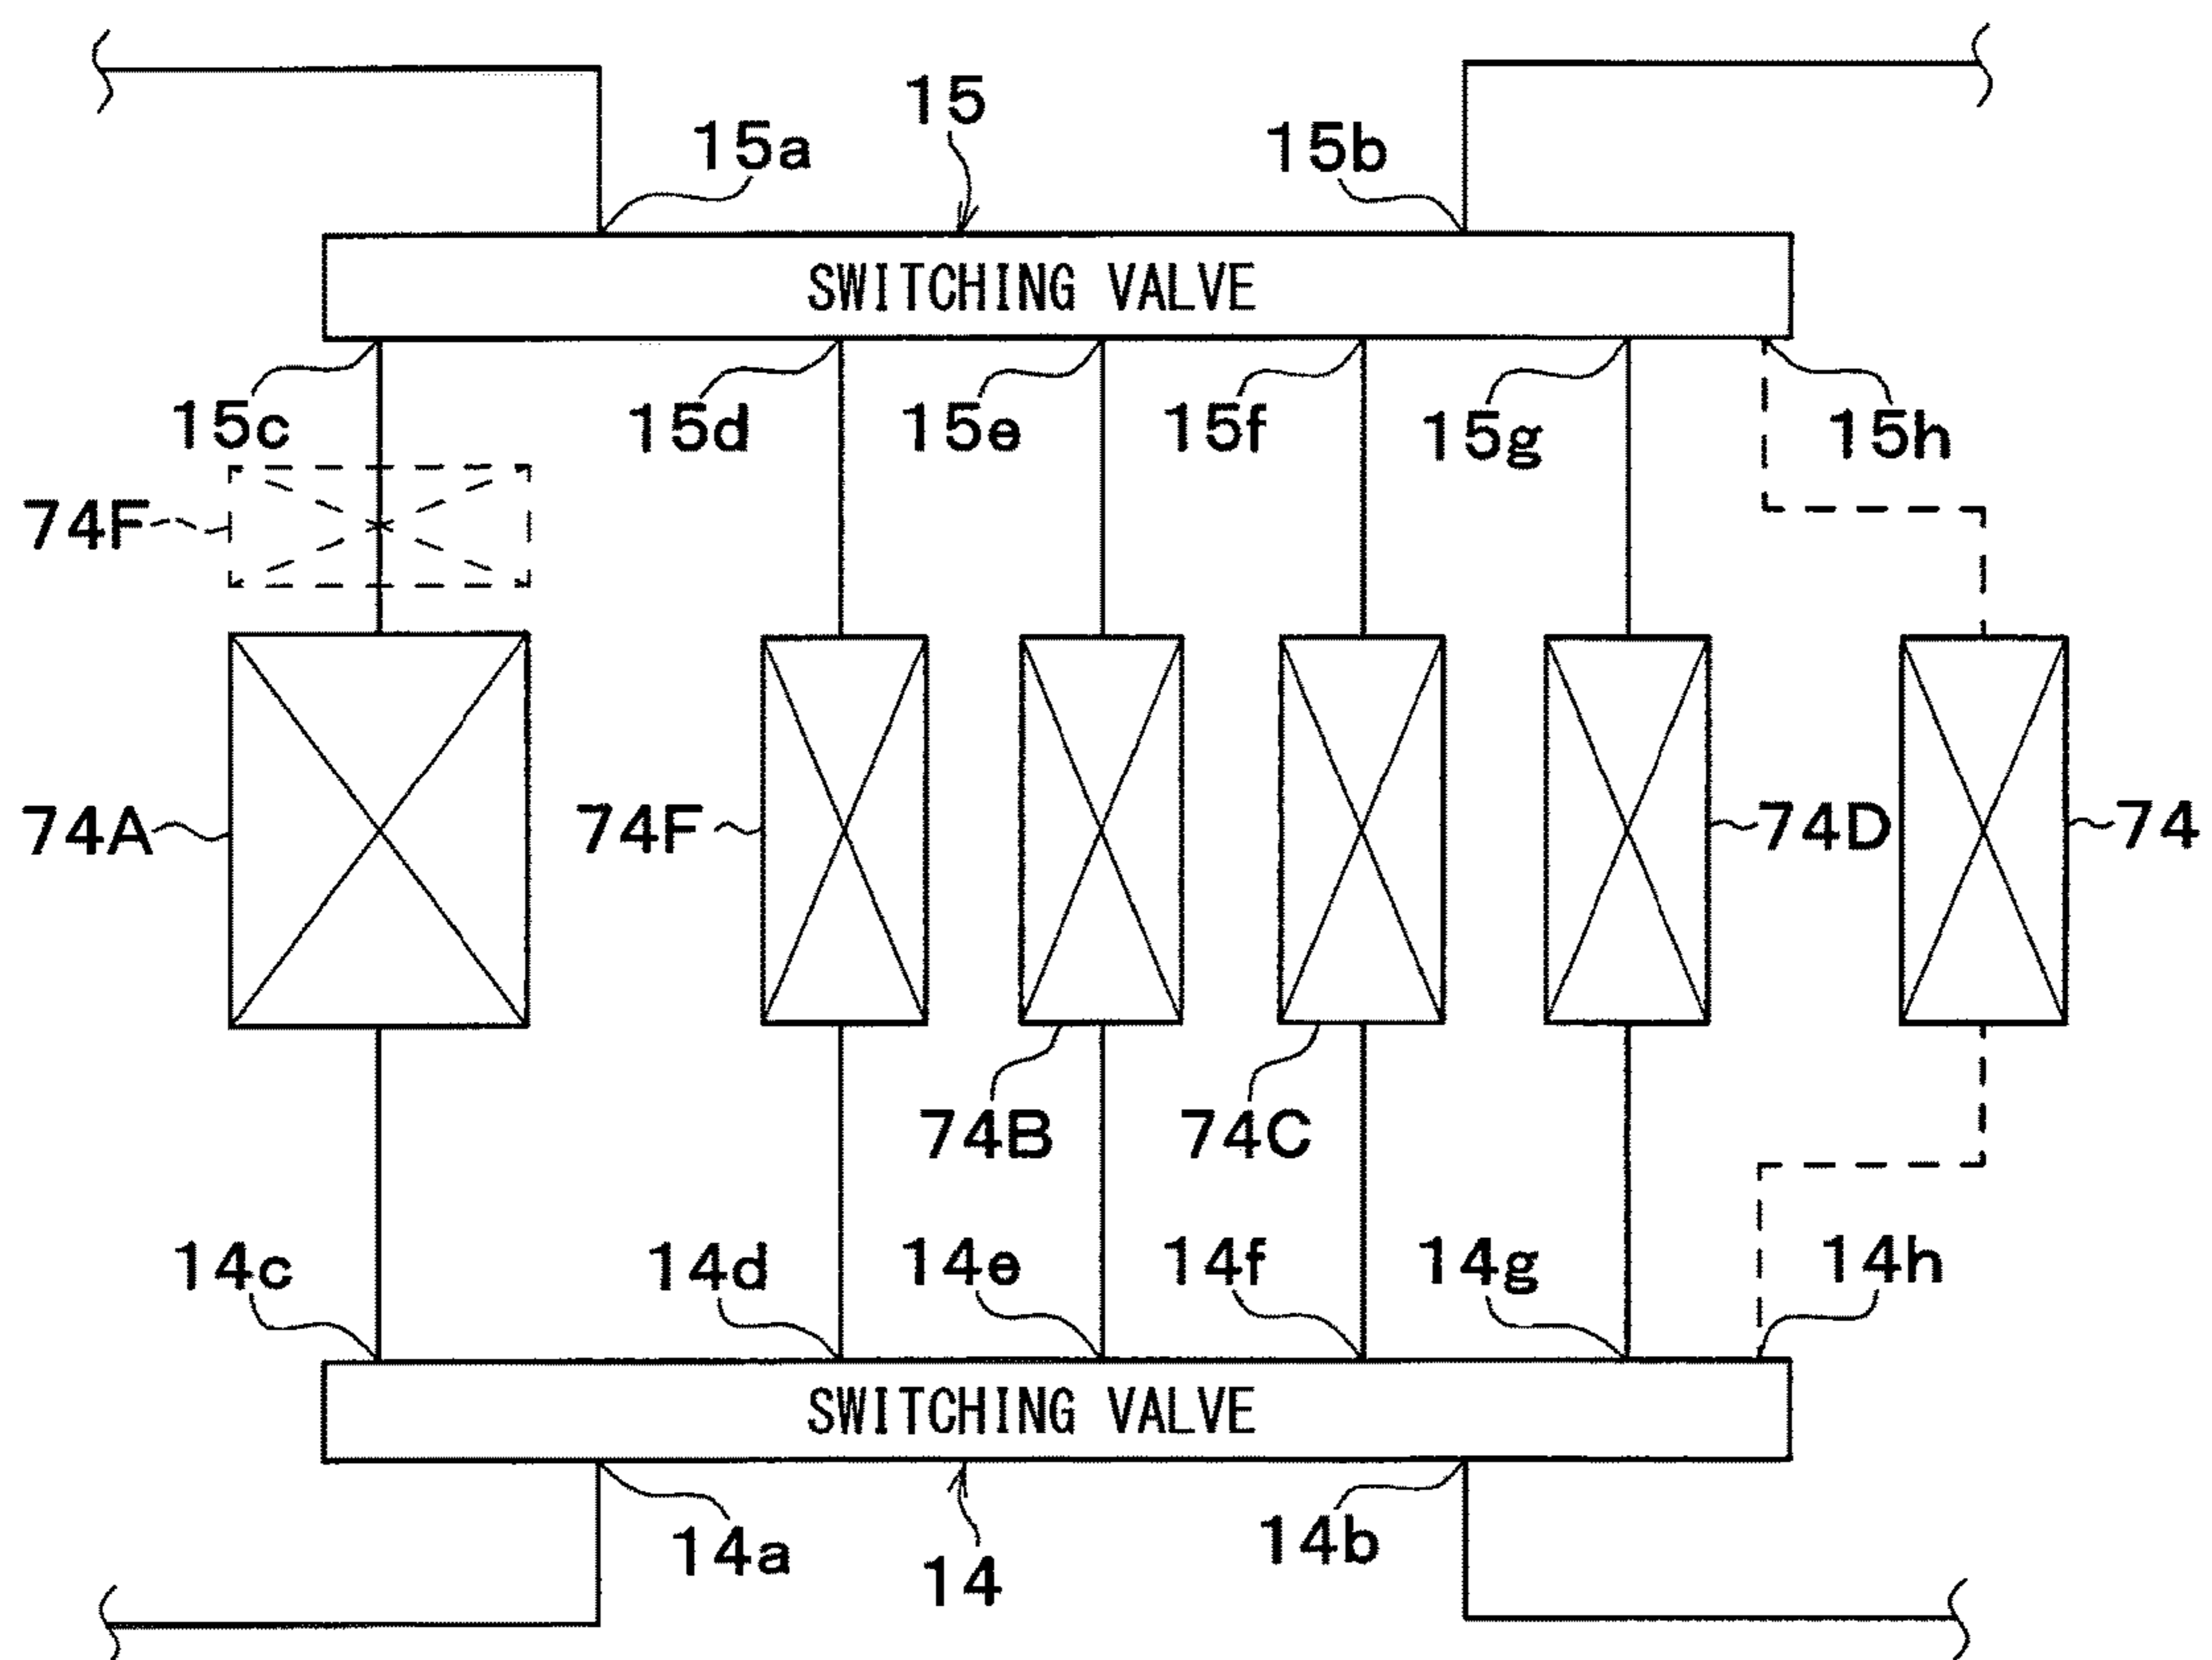 15
15a
15b
SWITCHING VALVE
15c
15d
15e
15f
15g
15h
74F
74A
74F
74D
74
74B
74C
14c
14d
14e
14f
14g
14h
SWITCHING VALVE
14a
14
14b